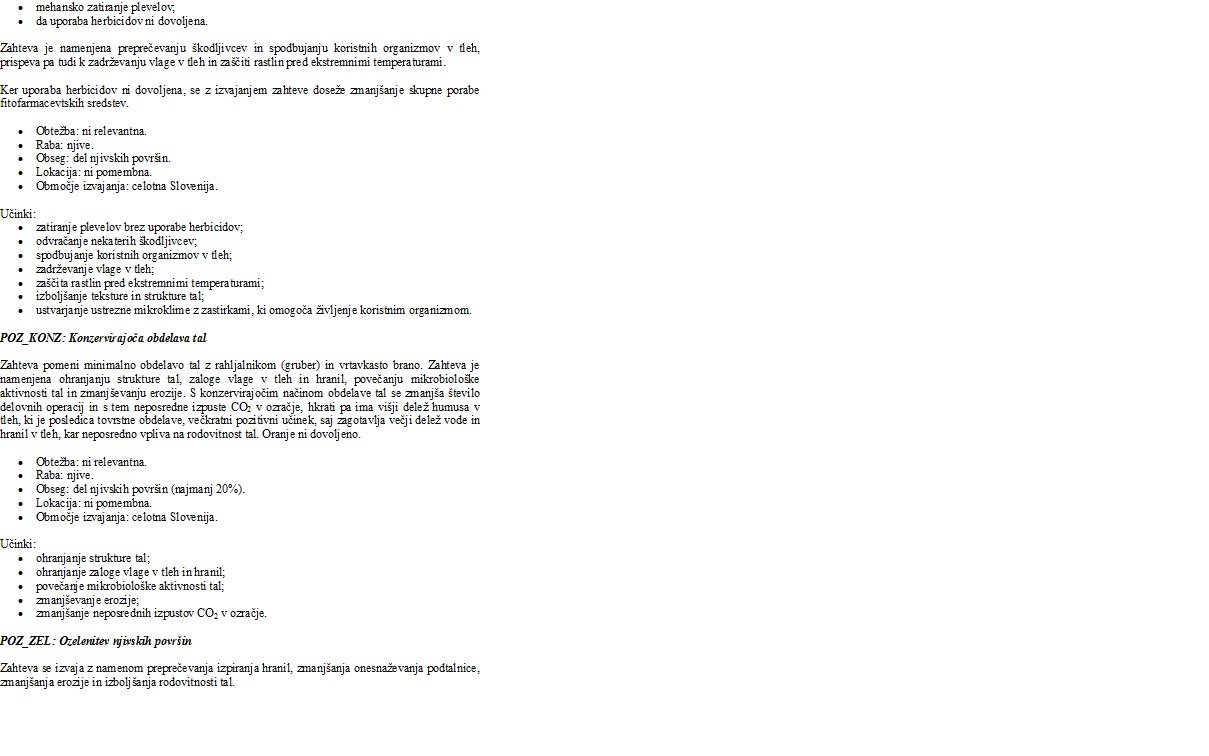 • mehansko zatiranje plevelov;
• da uporaba herbicidov ni dovoljena.
Zahteva je namenjena preprečevanju škodljivcev in spodbujanju koristnih organizmov v tleh,
prispeva pa tudi k zadrževanju vlage v tleh in zaščiti rastlin pred ekstremnimi temperaturami.
Ker uporaba herbicidov ni dovoljena, se z izvajanjem zahteve doseže zmanjšanje skupne porabe
fitofarmacevtskih sredstev.
• Obtežba: ni relevantna.
• Raba: njive.
• Obseg: del njivskih površin.
• Lokacija: ni pomembna.
• Območje izvajanja: celotna Slovenija.
Učinki:
• zatiranje plevelov brez uporabe herbicidov;
• odvračanje nekaterih škodljivcev;
• spodbujanje koristnih organizmov v tleh;
• zadrževanje vlage v tleh;
• zaščita rastlin pred ekstremnimi temperaturami;
• izboljšanje teksture in strukture tal;
• ustvarjanje ustrezne mikroklime z zastirkami, ki omogoča življenje koristnim organizmom.
POZ_KONZ: Konzervirajoča obdelava tal
Zahteva pomeni minimalno obdelavo tal z rahljalnikom (gruber) in vrtavkasto brano. Zahteva je
namenjena ohranjanju strukture tal, zaloge vlage v tleh in hranil, povečanju mikrobiološke
aktivnosti tal in zmanjševanju erozije. S konzervirajočim načinom obdelave tal se zmanjša število
delovnih operacij in s tem neposredne izpuste CO₂ v ozračje, hkrati pa ima višji delež humusa v
tleh, ki je posledica tovrstne obdelave, večkratni pozitivni učinek, saj zagotavlja večji delež vode in
hranil v tleh, kar neposredno vpliva na rodovitnost tal. Oranje ni dovoljeno.
• Obtežba: ni relevantna.
• Raba: njive.
• Obseg: del njivskih površin (najmanj 20%).
• Lokacija: ni pomembna.
• Območje izvajanja: celotna Slovenija.
Učinki:
• ohranjanje strukture tal;
• ohranjanje zaloge vlage v tleh in hranil;
• povečanje mikrobiološke aktivnosti tal;
• zmanjševanje erozije;
• zmanjšanje neposrednih izpustov CO₂ v ozračje.
POZ_ZEL: Ozelenitev njivskih površin
Zahteva se izvaja z namenom preprečevanja izpiranja hranil, zmanjšanja onesnaževanja podtalnice,
zmanjšanja erozije in izboljšanja rodovitnosti tal.